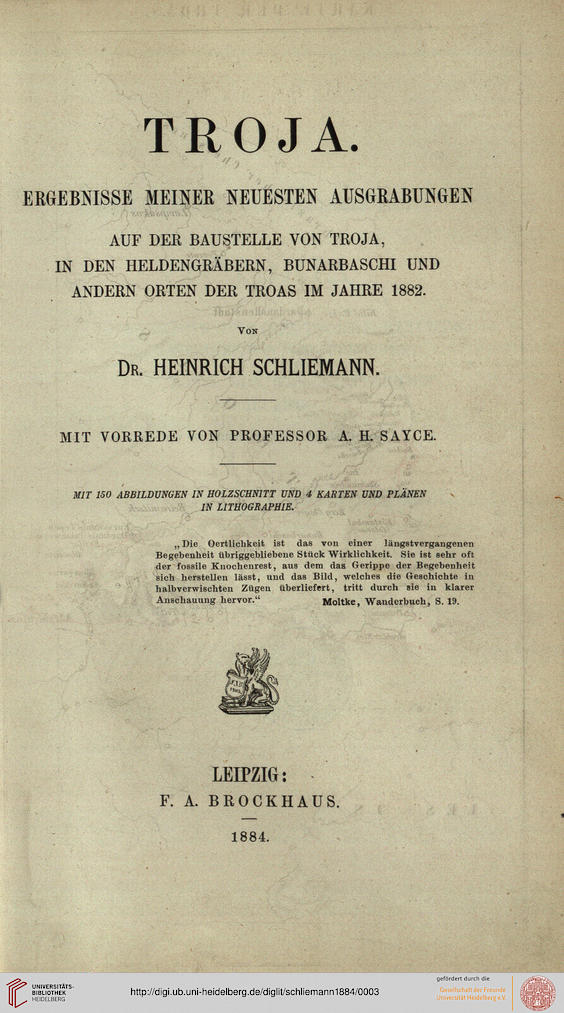 TROJA.
ERGEBNISSE MEINER NEUESTEN AUSGRABUNGEN
AUF DER BAUSTELLE VON TROJA,
IN DEN HELDENGRÄBERN, BUNARBASCHI UND
ANDERN ORTEN DER TROAS IM JAHRE 1882.
VON
DR. HEINRICH SCHLIEMANN.
MIT VORREDE VON PROFESSOR A. H. SAYCE.
MIT 150 ABBILDUNGEN IN HOLZSCHNITT UND 4 KARTEN UND PLÄNEN
IN LITHOGRAPHIE.
„Die Oertlichkeit ist das von einer längstvergangenen
Begebenheit übriggebliebene Stück Wirklichkeit. Sie ist sehr oft
der fossile Knochenrest, aus dem das Gerippe der Begebenheit
sich herstellen lässt, und das Bild, welches die Geschichte in
halbverwischten Zügen überliefert, tritt durch sie in klarer
Anschauung hervor.“ Moltke, Wanderbuch, S. 19.
LEIPZIG:
F. A. BROCKHAUS.
1884.
UNIVERSITÄTS-
BIBLIOTHEK
HEIDELBERG
http://digi.ub.uni-heidelberg.de/diglit/schliemann1884/0003
gefördert durch die
Gesellschaft der Freunde
Universität Heidelberg e.V.